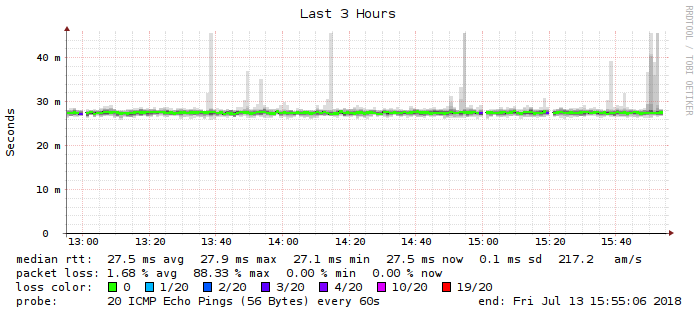 Last 3 Hours
RRDTOOL / TOBI OETIKER
Seconds
40 m
30 m
20 m
10 m
0
13:00 13:20 13:40 14:00 14:20 14:40 15:00 15:20 15:40
median rtt: 27.5 ms avg 27.9 ms max 27.1 ms min 27.5 ms now 0.1 ms sd 217.2 am/s
packet loss: 1.68 % avg 88.33 % max 0.00 % min 0.00 % now
loss color: 0 1/20 2/20 3/20 4/20 10/20 19/20
probe: 20 ICMP Echo Pings (56 Bytes) every 60s end: Fri Jul 13 15:55:06 2018